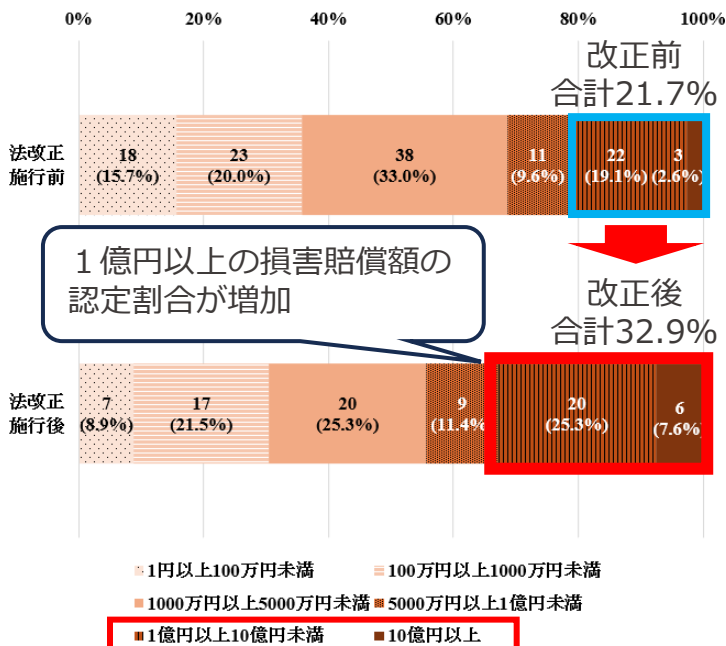 0% 20% 40% 60% 80% 100%
改正前
合計21.7%
法改正
施行前
18
(15.7%)
23
(20.0%)
38
(33.0%)
11
(9.6%)
22
(19.1%)
3
(2.6%)
１億円以上の損害賠償額の
認定割合が増加
改正後
合計32.9%
法改正
施行後
7
(8.9%)
17
(21.5%)
20
(25.3%)
9
(11.4%)
20
(25.3%)
6
(7.6%)
1円以上100万円未満 100万円以上1000万円未満
1000万円以上5000万円未満 5000万円以上1億円未満
1億円以上10億円未満 10億円以上